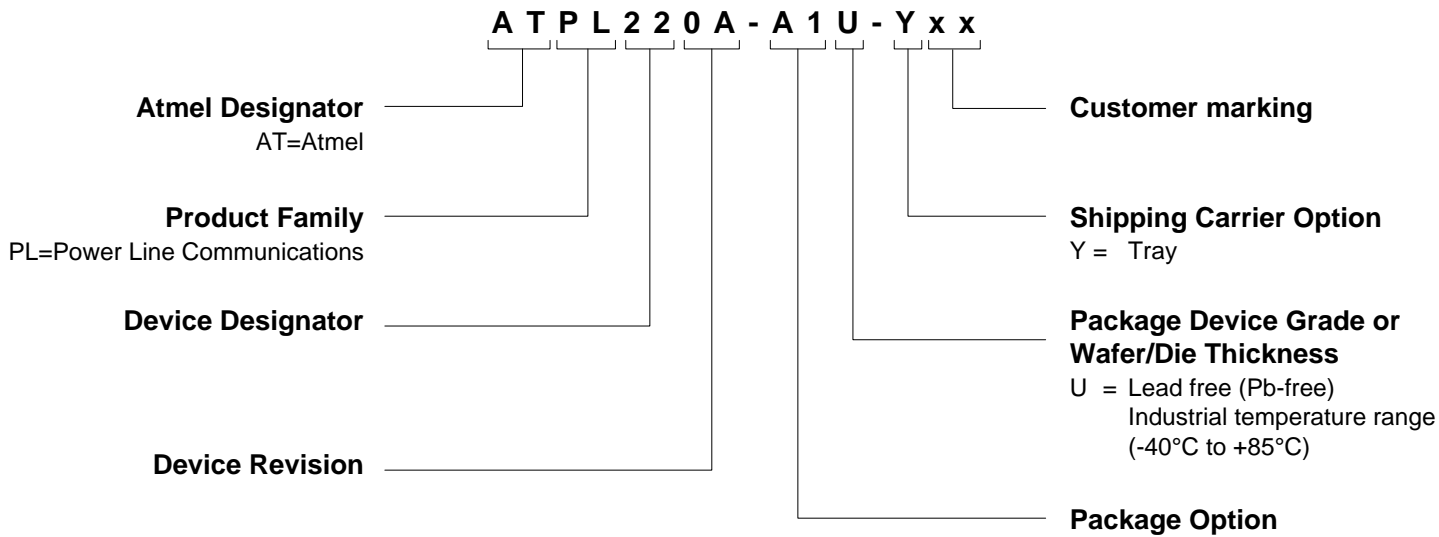 A T P L 2 2 0 A - A 1 U - Y x x
Atmel Designator
AT=Atmel
Product Family
PL=Power Line Communications
Device Designator
Device Revision
Customer marking
Shipping Carrier Option
Y = Tray
Package Device Grade or
Wafer/Die Thickness
U = Lead free (Pb-free)
Industrial temperature range
(-40°C to +85°C)
Package Option